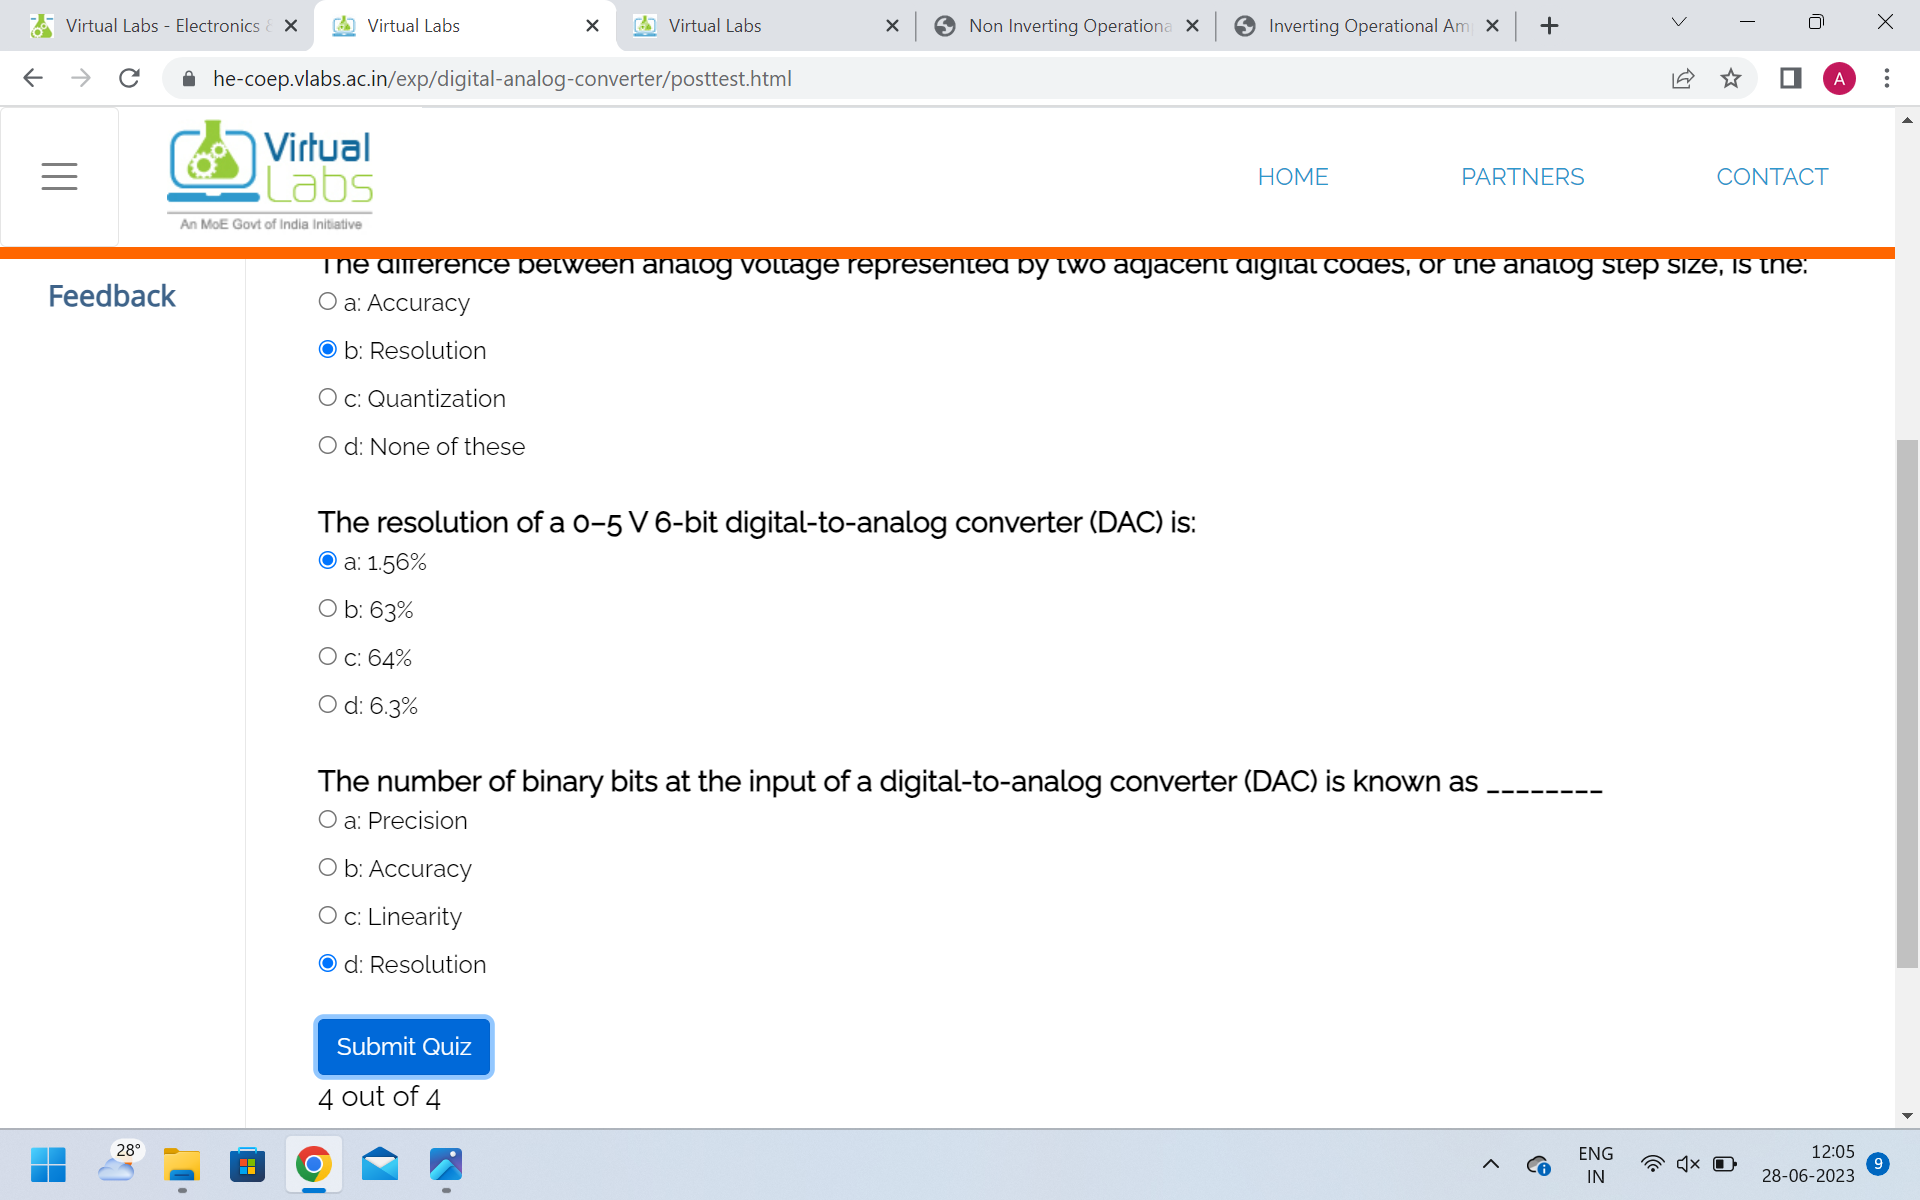 Virtual Labs - Electronics &
Virtual Labs
Virtual Labs
Non Inverting Operationa
Inverting Operational Am
he-coep.vlabs.ac.in/exp/digital-analog-converter/posttest.html
A
Virtual
Labs
An MoE Govt of India Initiative
HOME
PARTNERS
CONTACT
Feedback
The difference between analog voltage represented by two adjacent digital codes, or the analog step size, is the:
a: Accuracy
b: Resolution
c: Quantization
d: None of these
The resolution of a 0–5 V 6-bit digital-to-analog converter (DAC) is:
a: 1.56%
b: 63%
c: 64%
d: 6.3%
The number of binary bits at the input of a digital-to-analog converter (DAC) is known as ________
a: Precision
b: Accuracy
c: Linearity
d: Resolution
Submit Quiz
4 out of 4
28°
ENG
IN
12:05
28-06-2023
9